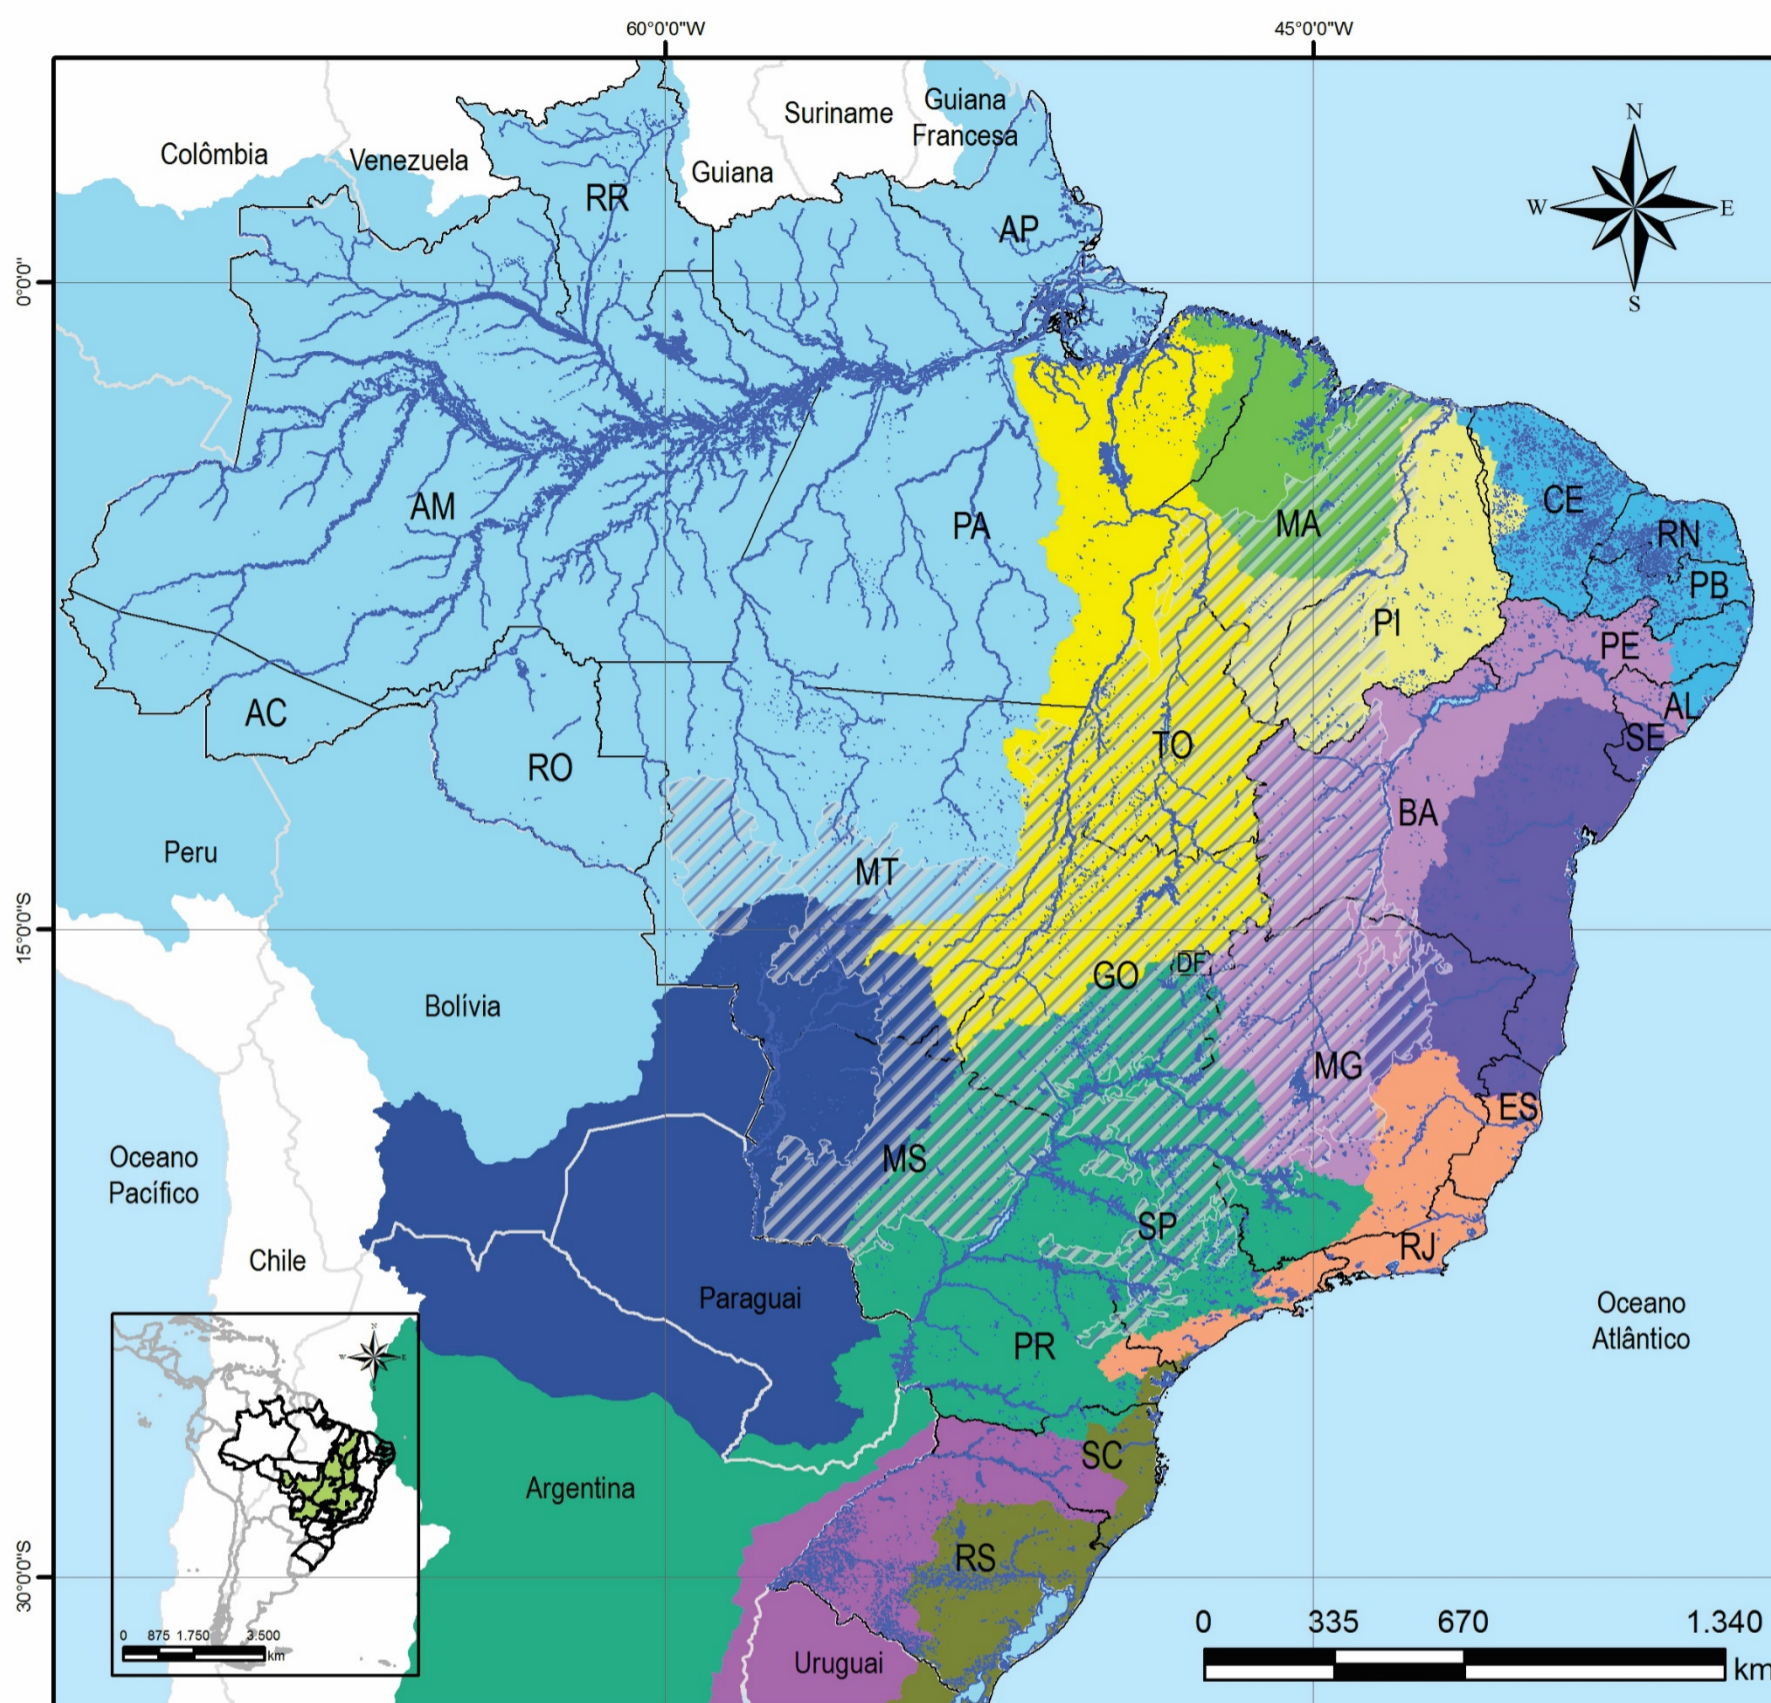 60°0'0"W
45°0'0"W
Suriname
Guiana
Francesa
Colômbia
Venezuela
Guiana
RR
AP
N
W
E
S
0°0'0"
AM
PA
MA
CE
RN
PB
PI
PE
AL
SE
AC
RO
TO
BA
Peru
MT
15°0'0"S
GO
DF
Bolívia
MG
ES
Oceano
Pacífico
MS
SP
RJ
Chile
Paraguai
Oceano
Atlântico
PR
N
W
E
S
SC
Argentina
RS
30°0'0"S
Uruguai
0 875 1.750 3.500
km
0 335 670 1.340
km